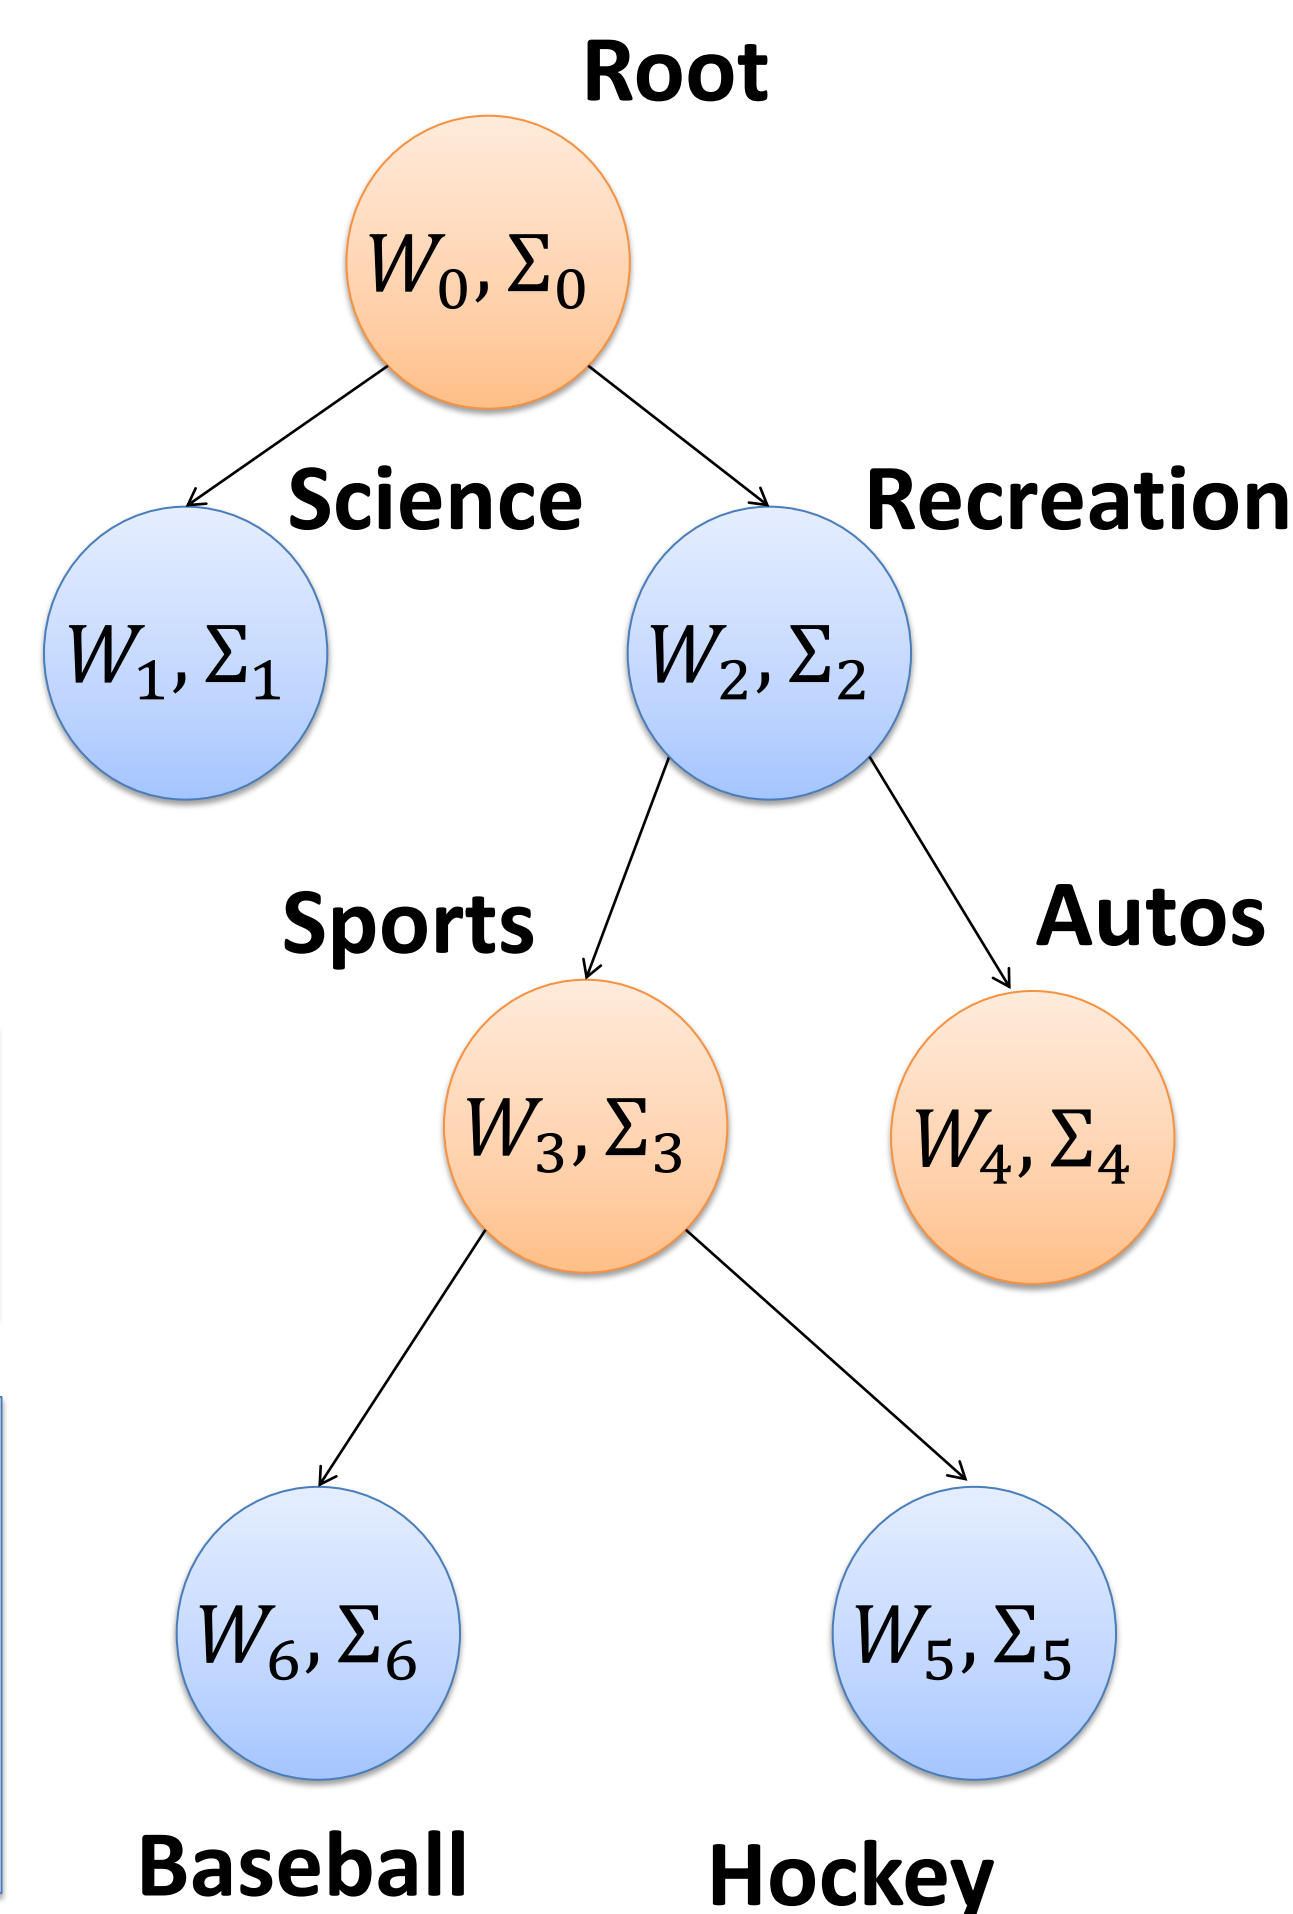 Root
W₀, Σ₀
Science
Recreation
W₁, Σ₁
W₂, Σ₂
Sports
Autos
W₃, Σ₃
W₄, Σ₄
W₆, Σ₆
W₅, Σ₅
Baseball
Hockey